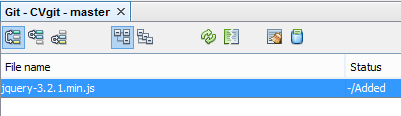 Git - CVgit - master ×
File name Status
jquery-3.2.1.min.js -/Added